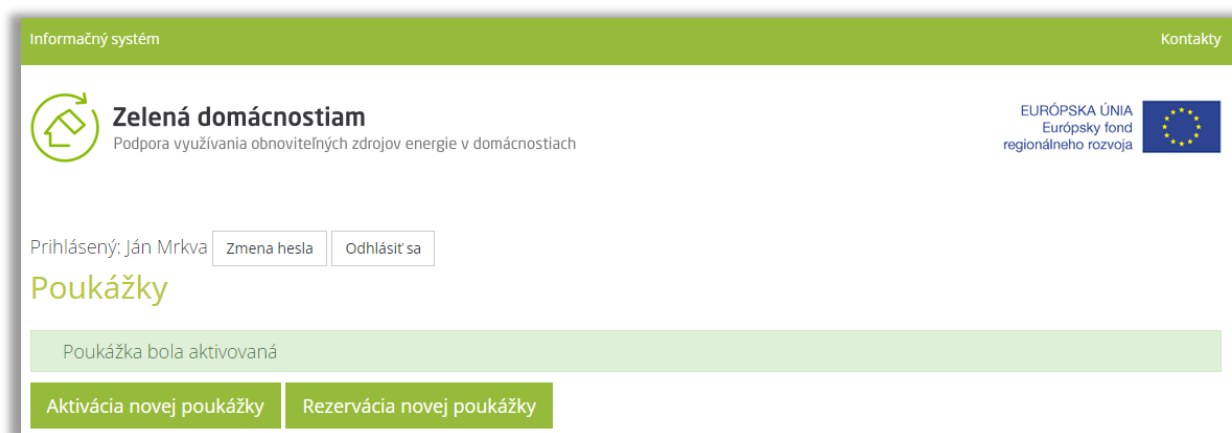 Informačný systém Kontakty
Zelená domácnostiam
Podpora využívania obnoviteľných zdrojov energie v domácnostiach
EURÓPSKA ÚNIA
Európsky fond
regionálneho rozvoja
Prihlásený: Ján Mrkva Zmena hesla Odhlásiť sa
Poukážky
Poukážka bola aktivovaná
Aktivácia novej poukážky Rezervácia novej poukážky